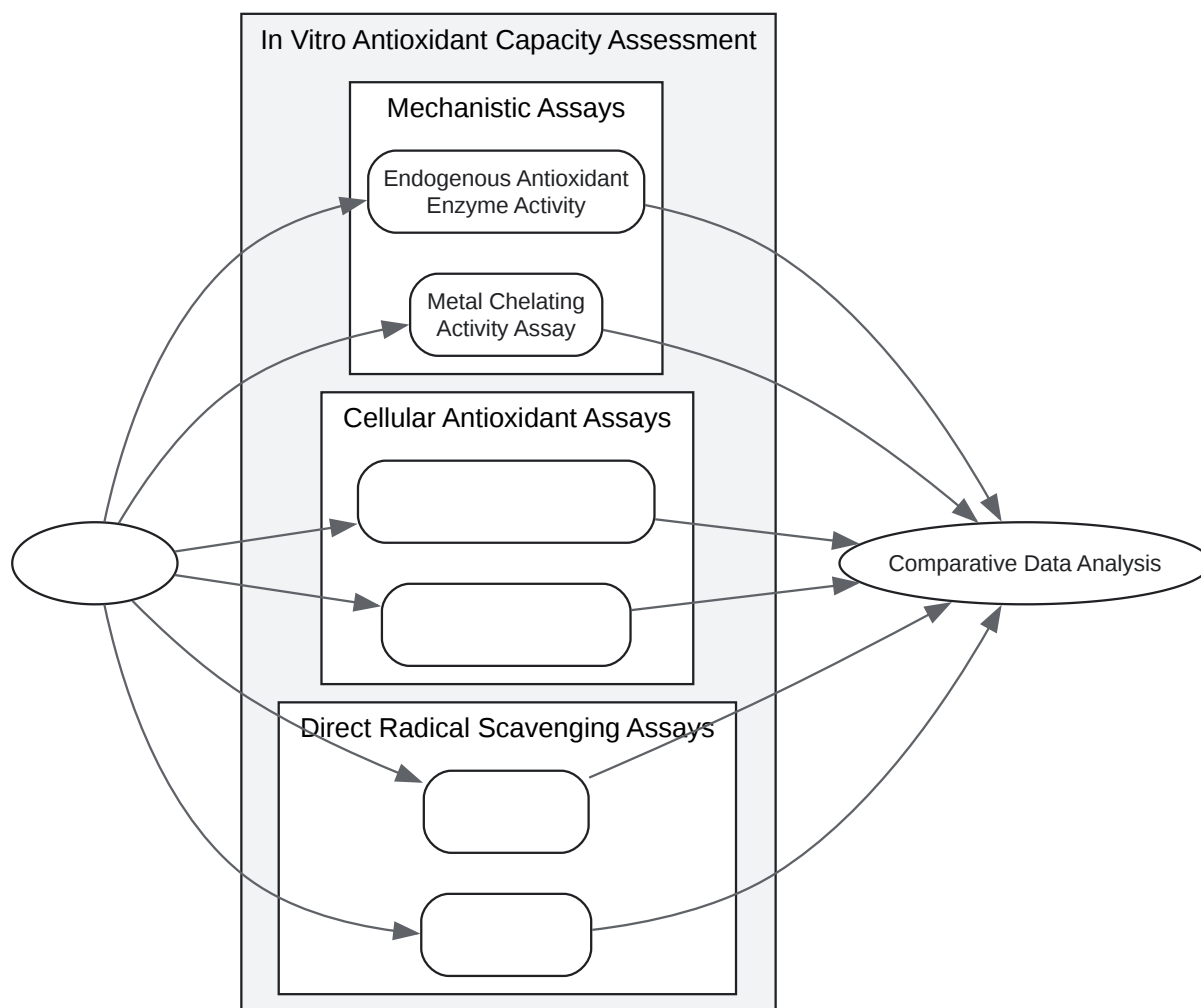 In Vitro Antioxidant Capacity Assessment
Mechanistic Assays
Endogenous Antioxidant
Enzyme Activity
Metal Chelating
Activity Assay
Cellular Antioxidant Assays
Comparative Data Analysis
Direct Radical Scavenging Assays